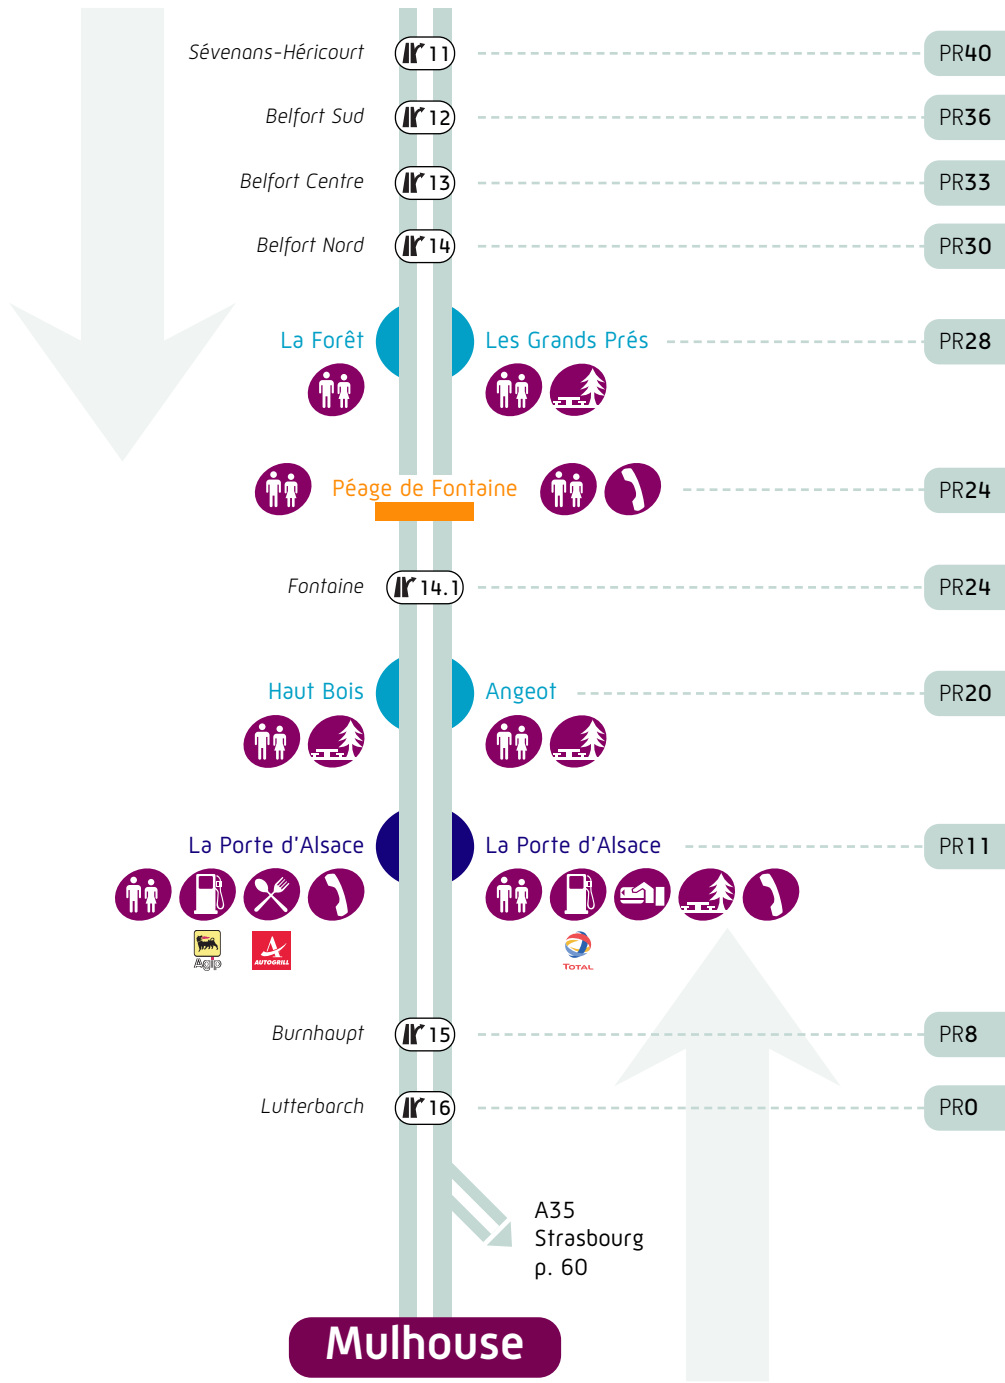 Sévenans-Héricourt 11 PR40
Belfort Sud 12 PR36
Belfort Centre 13 PR33
Belfort Nord 14 PR30
La Forêt Les Grands Prés PR28
Péage de Fontaine PR24
Fontaine 14.1 PR24
Haut Bois Angeot PR20
La Porte d'Alsace La Porte d'Alsace PR11
Agip AUTOGRILL TOTAL
Burnhaupt 15 PR8
Lutterbarch 16 PR0
A35
Strasbourg
p. 60
Mulhouse